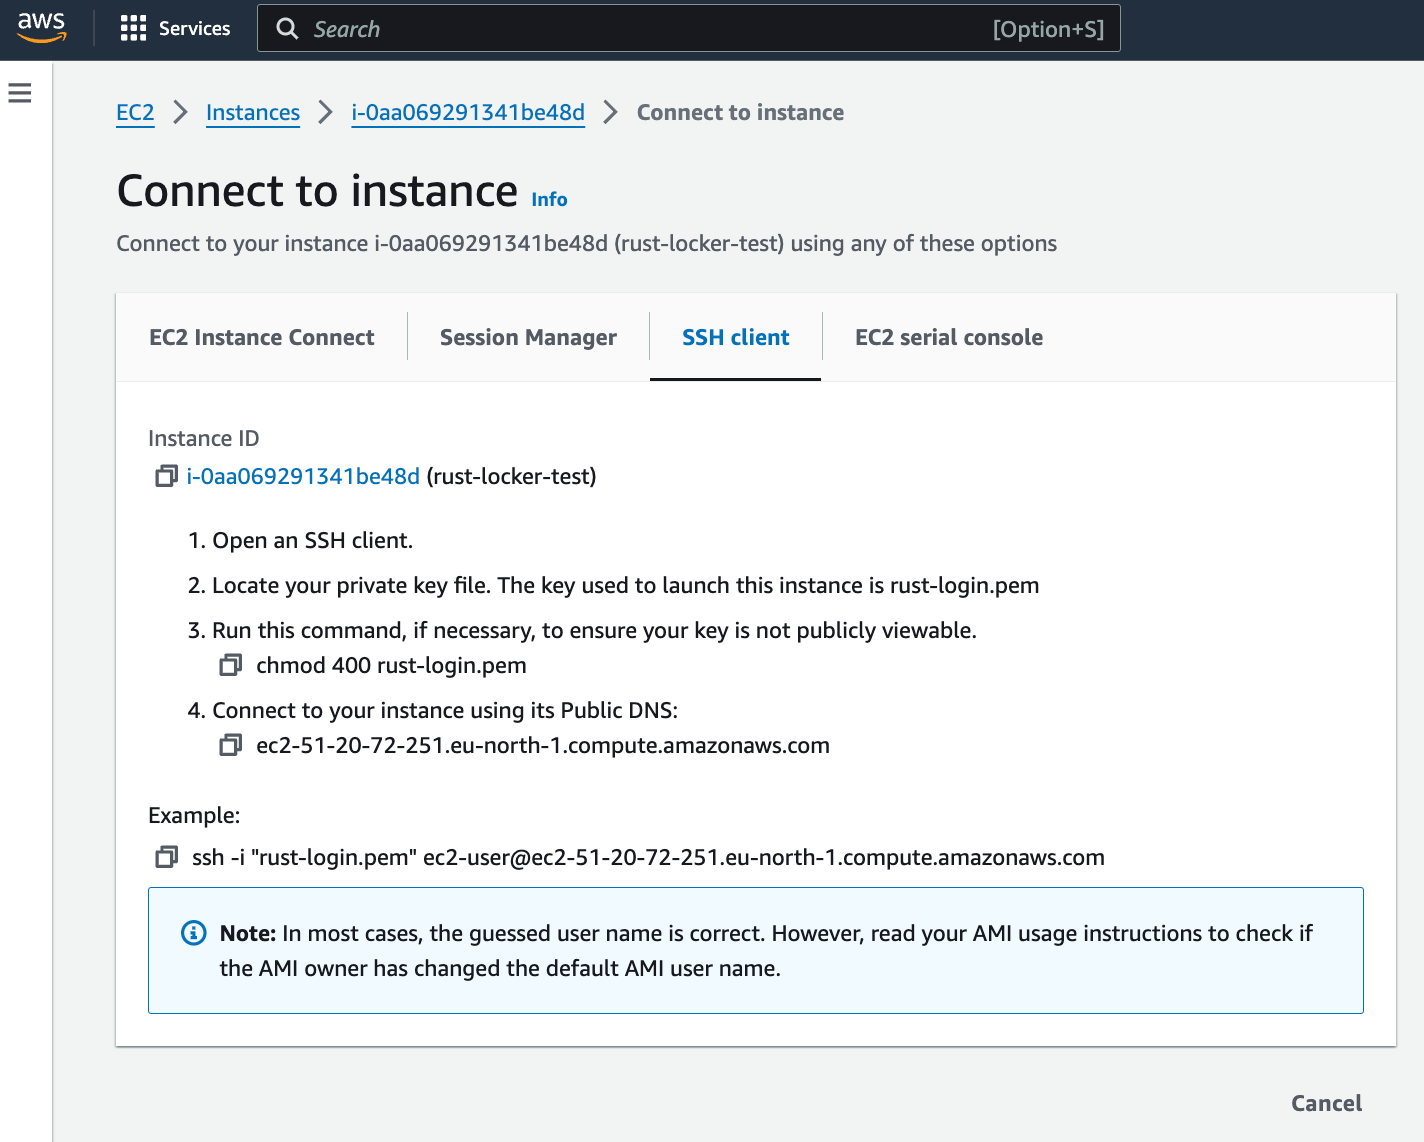 aws Services Search [Option+S]
EC2 > Instances > i-0aa069291341be48d > Connect to instance
Connect to instance Info
Connect to your instance i-0aa069291341be48d (rust-locker-test) using any of these options
EC2 Instance Connect Session Manager SSH client EC2 serial console
Instance ID
i-0aa069291341be48d (rust-locker-test)
1. Open an SSH client.
2. Locate your private key file. The key used to launch this instance is rust-login.pem
3. Run this command, if necessary, to ensure your key is not publicly viewable.
chmod 400 rust-login.pem
4. Connect to your instance using its Public DNS:
ec2-51-20-72-251.eu-north-1.compute.amazonaws.com
Example:
ssh -i "rust-login.pem" ec2-user@ec2-51-20-72-251.eu-north-1.compute.amazonaws.com
Note: In most cases, the guessed user name is correct. However, read your AMI usage instructions to check if
the AMI owner has changed the default AMI user name.
Cancel